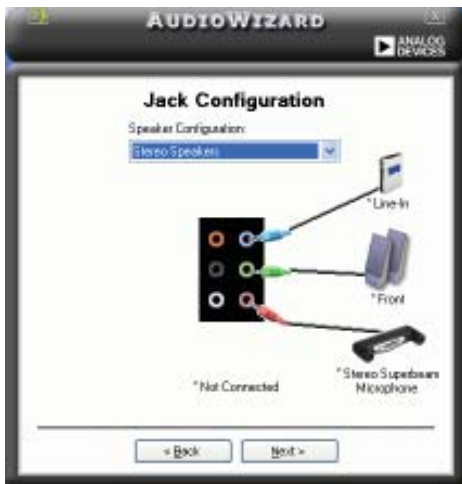 AUDIOWIZARD
ANALOG
DEVICES
Jack Configuration
Speaker Configuration:
Stereo Speakers
*Line-In
*Front
*Stereo Superbeam
Microphone
*Not Connected
< Back
Next >